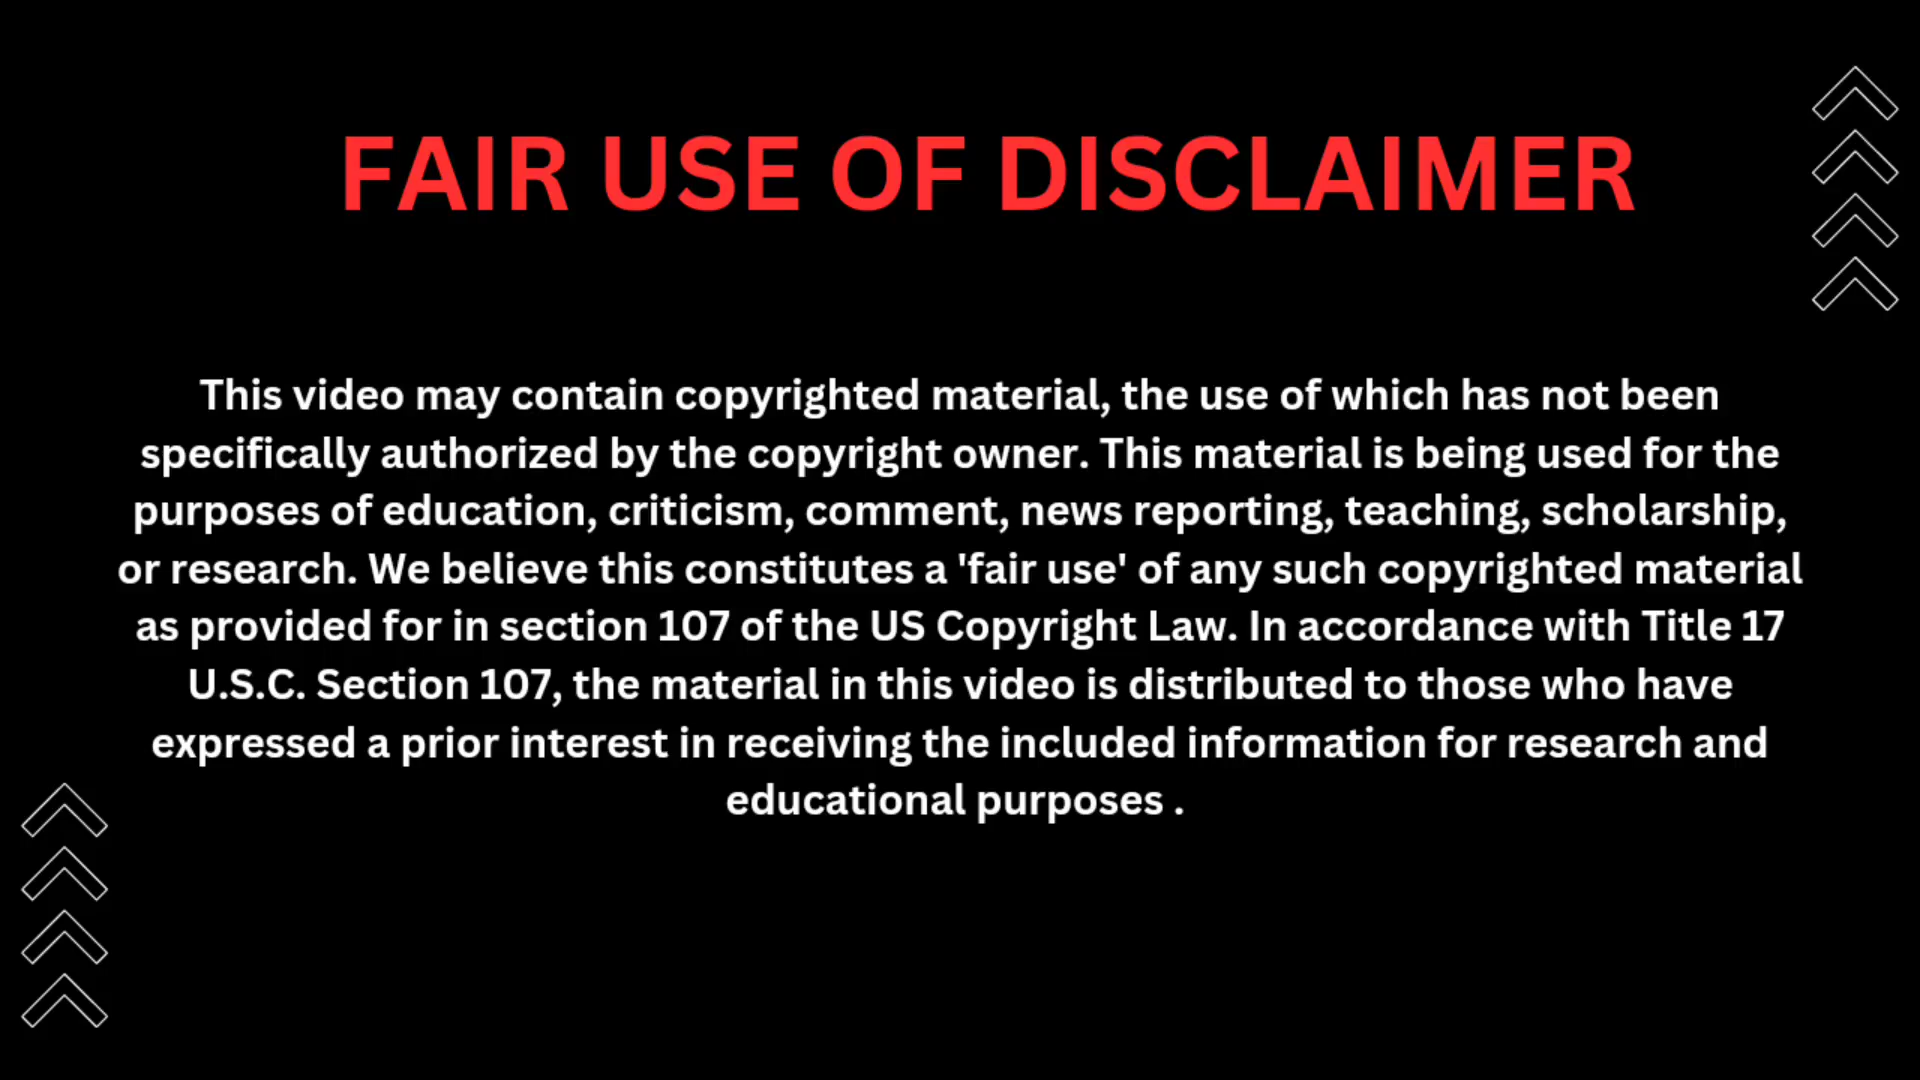 FAIR USE OF DISCLAIMER
This video may contain copyrighted material, the use of which has not been
specifically authorized by the copyright owner. This material is being used for the
purposes of education, criticism, comment, news reporting, teaching, scholarship,
or research. We believe this constitutes a 'fair use' of any such copyrighted material
as provided for in section 107 of the US Copyright Law. In accordance with Title 17
U.S.C. Section 107, the material in this video is distributed to those who have
expressed a prior interest in receiving the included information for research and
educational purposes .